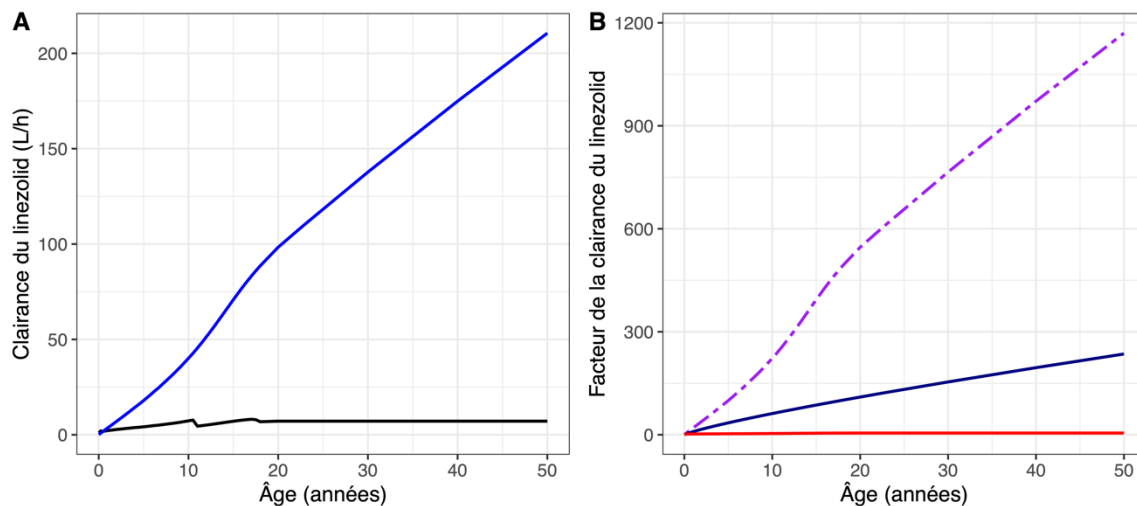 A
Clairance du linezolid (L/h)
200
150
100
50
0
0 10 20 30 40 50
Âge (années)
B
Facteur de la clairance du linezolid
1200
900
600
300
0
0 10 20 30 40 50
Âge (années)